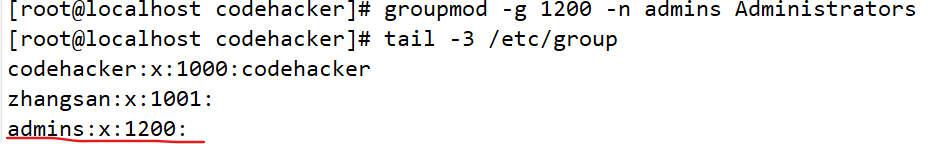 [root@localhost codehacker]# groupmod -g 1200 -n admins Administrators
[root@localhost codehacker]# tail -3 /etc/group
codehacker:x:1000:codehacker
zhangsan:x:1001:
admins:x:1200: